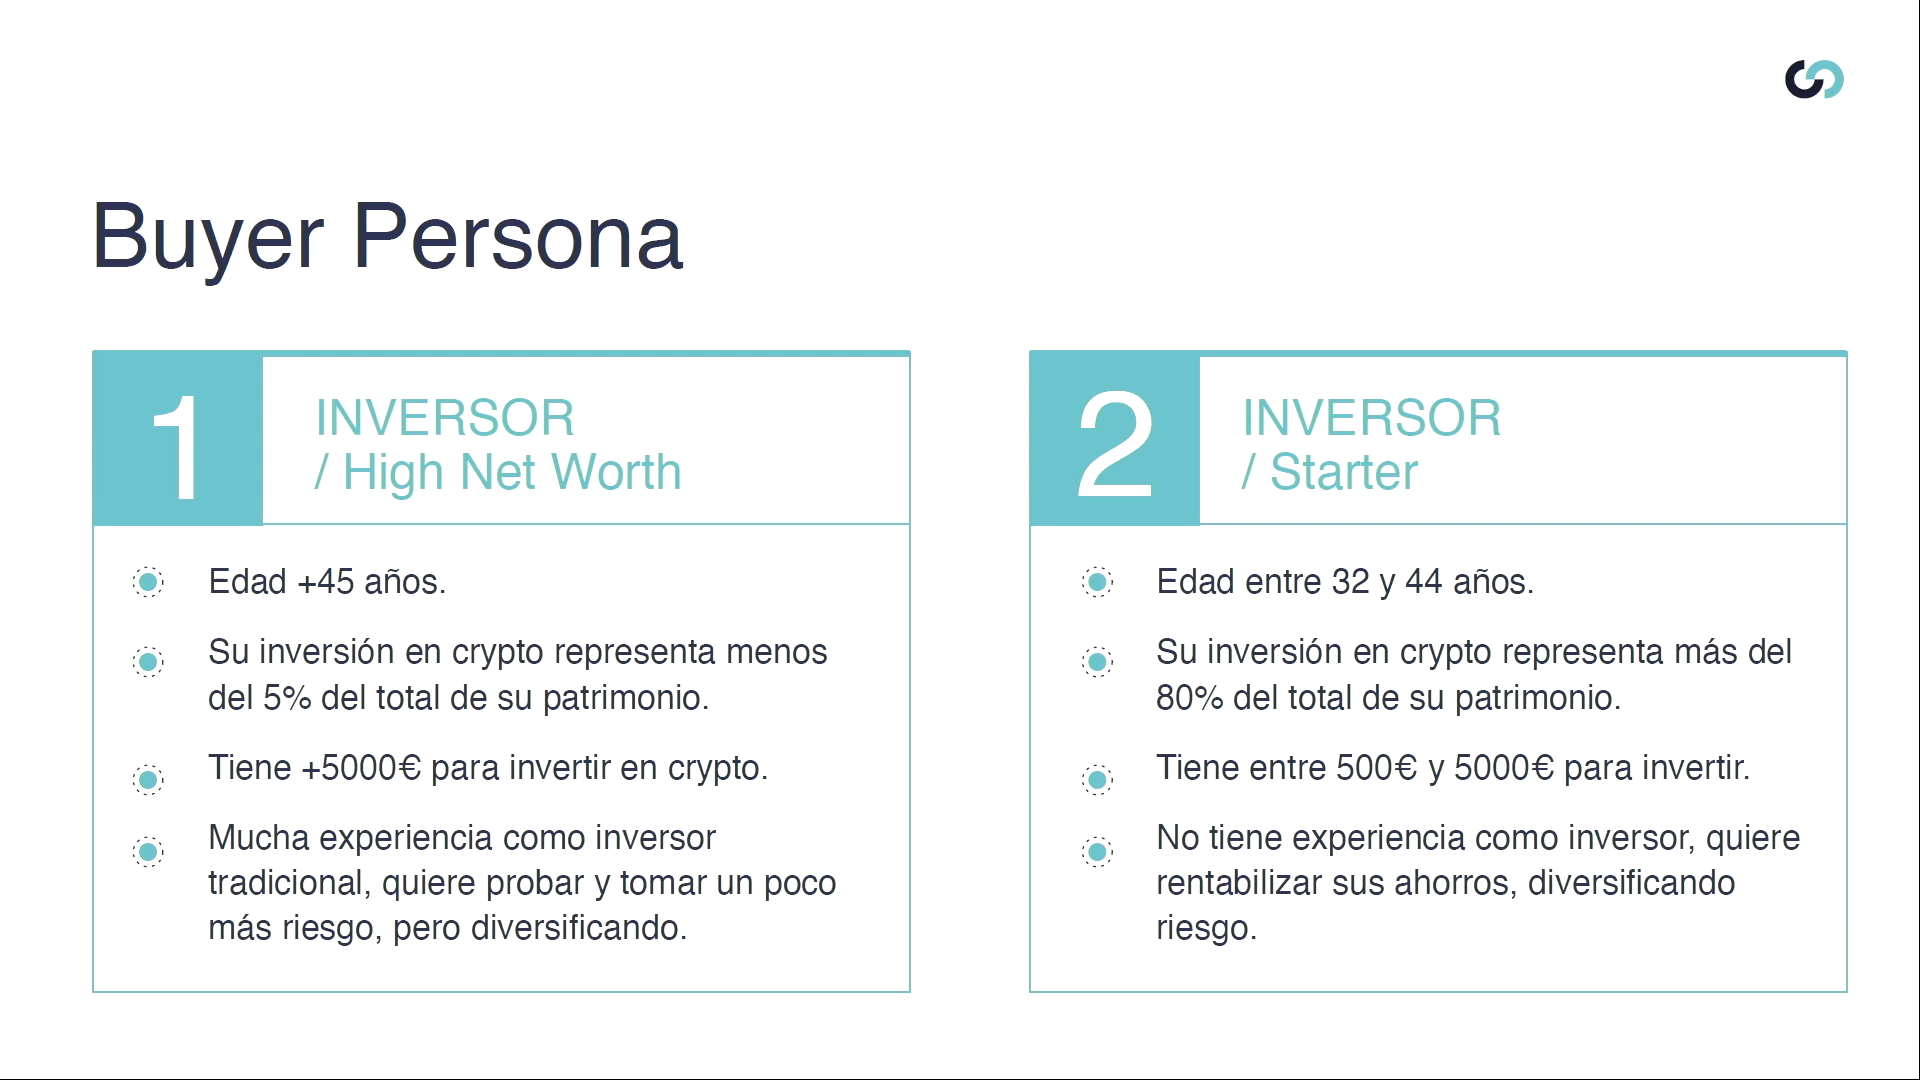 Buyer Persona
1
INVERSOR
/ High Net Worth
Edad +45 años.
Su inversión en crypto representa menos
del 5% del total de su patrimonio.
Tiene +5000€ para invertir en crypto.
Mucha experiencia como inversor
tradicional, quiere probar y tomar un poco
más riesgo, pero diversificando.
2
INVERSOR
/ Starter
Edad entre 32 y 44 años.
Su inversión en crypto representa más del
80% del total de su patrimonio.
Tiene entre 500€ y 5000€ para invertir.
No tiene experiencia como inversor, quiere
rentabilizar sus ahorros, diversificando
riesgo.